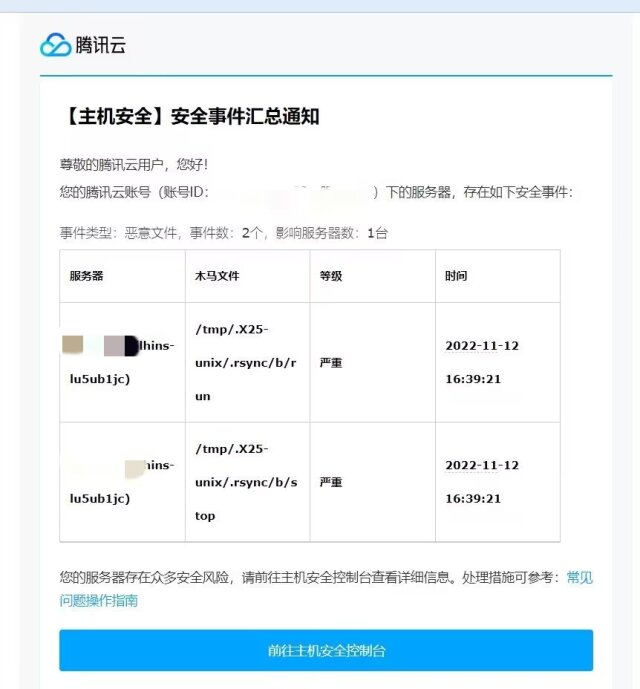 腾讯云
【主机安全】安全事件汇总通知
尊敬的腾讯云用户，您好！
您的腾讯云账号（账号ID：                ）下的服务器，存在如下安全事件：
事件类型：恶意文件，事件数：2个，影响服务器数：1台
服务器 木马文件 等级 时间
lhins-
lu5ub1jc)
/tmp/.X25-
unix/.rsync/b/r
un
严重
2022-11-12
16:39:21
hins-
lu5ub1jc)
/tmp/.X25-
unix/.rsync/b/s
top
严重
2022-11-12
16:39:21
您的服务器存在众多安全风险，请前往主机安全控制台查看详细信息。处理措施可参考：常见
问题操作指南
前往主机安全控制台